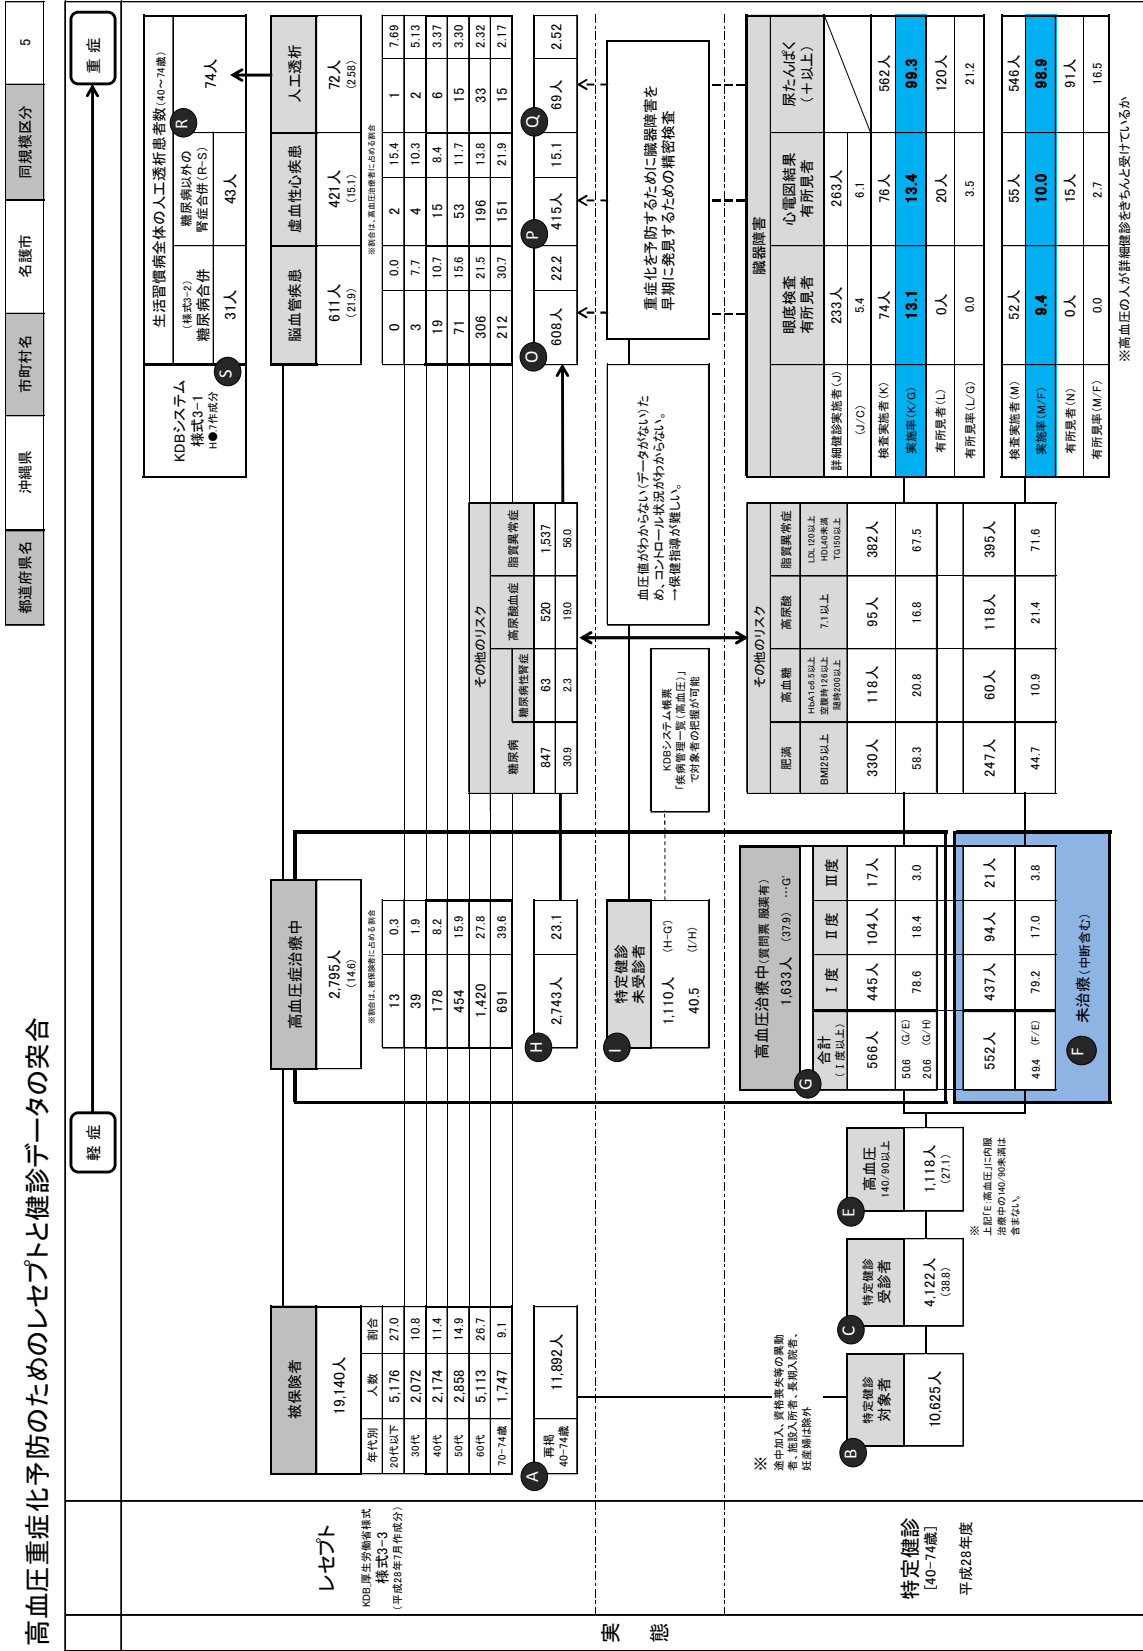 高血圧重症化予防のためのレセプトと健診データの突合
都道府県名 沖縄県 市町村名 名護市 同規模区分 5
軽症 重症
実態
レセプト
KDB_厚生労働省様式
様式3-3
(平成28年7月作成分)
被保険者
19,140人
年代別 人数 割合
20代以下 5,176 27.0
30代 2,072 10.8
40代 2,174 11.4
50代 2,858 14.9
60代 5,113 26.7
70-74歳 1,747 9.1
A
再掲
40-74歳
11,892人
高血圧症治療中
2,795人
(14.6)
※割合は、被保険者に占める割合
13 0.3
39 1.9
178 8.2
454 15.9
1,420 27.8
691 39.6
H
2,743人 23.1
その他のリスク
糖尿病 糖尿病性腎症 高尿酸血症 脂質異常症
847 63 520 1,537
30.9 2.3 19.0 56.0
KDBシステム
様式3-1
H●.7作成分
生活習慣病全体の人工透析患者数(40～74歳)
(様式3-2)
糖尿病合併
糖尿病以外の
腎症合併(R-S)
R
S
31人 43人 74人
脳血管疾患 虚血性心疾患 人工透析
611人 421人 72人
(21.9) (15.1) (2.58)
※割合は、高血圧治療者に占める割合
0 0.0 2 15.4 1 7.69
3 7.7 4 10.3 2 5.13
19 10.7 15 8.4 6 3.37
71 15.6 53 11.7 15 3.30
306 21.5 196 13.8 33 2.32
212 30.7 151 21.9 15 2.17
O
608人 22.2
P
415人 15.1
Q
69人 2.52
I
特定健診
未受診者
1,110人 (H-G')
40.5 (I/H)
KDBシステム帳票
「疾病管理一覧(高血圧)」
で対象者の把握が可能
血圧値がわからない(データがない)た
め、コントロール状況がわからない。
→保健指導が難しい。
重症化を予防するために臓器障害を
早期に発見するための精密検査
特定健診
[40-74歳]
平成28年度
※
途中加入、資格喪失等の異動
者、施設入所者、長期入院者、
妊産婦は除外
B
特定健診
対象者
10,625人
C
特定健診
受診者
4,122人
(38.8)
E
高血圧
140/90以上
1,118人
(27.1)
※
上記「E:高血圧」に内服
治療中の140/90未満は
含まない。
高血圧治療中(質問票 服薬有)
1,633人 (37.9) …G'
G
合計
(Ⅰ度以上)
Ⅰ度 Ⅱ度 Ⅲ度
566人 445人 104人 17人
50.6 (G/E) 78.6 18.4 3.0
20.6 (G/H)
552人 437人 94人 21人
49.4 (F/E) 79.2 17.0 3.8
F 未治療(中断含む)
その他のリスク
肥満 高血糖 高尿酸 脂質異常症
BMI25以上
HbA1c6.5以上
空腹時126以上
随時200以上
7.1以上
LDL120以上
HDL40未満
TG150以上
330人 118人 95人 382人
58.3 20.8 16.8 67.5
247人 60人 118人 395人
44.7 10.9 21.4 71.6
臓器障害
眼底検査
有所見者
心電図結果
有所見者
尿たんぱく
(＋以上)
詳細健診実施者(J) 233人 263人
(J/C) 5.4 6.1
検査実施者(K) 74人 76人 562人
実施率(K/G) 13.1 13.4 99.3
有所見者(L) 0人 20人 120人
有所見率(L/G) 0.0 3.5 21.2
検査実施者(M) 52人 55人 546人
実施率(M/F) 9.4 10.0 98.9
有所見者(N) 0人 15人 91人
有所見率(M/F) 0.0 2.7 16.5
※高血圧の人が詳細健診をきちんと受けているか